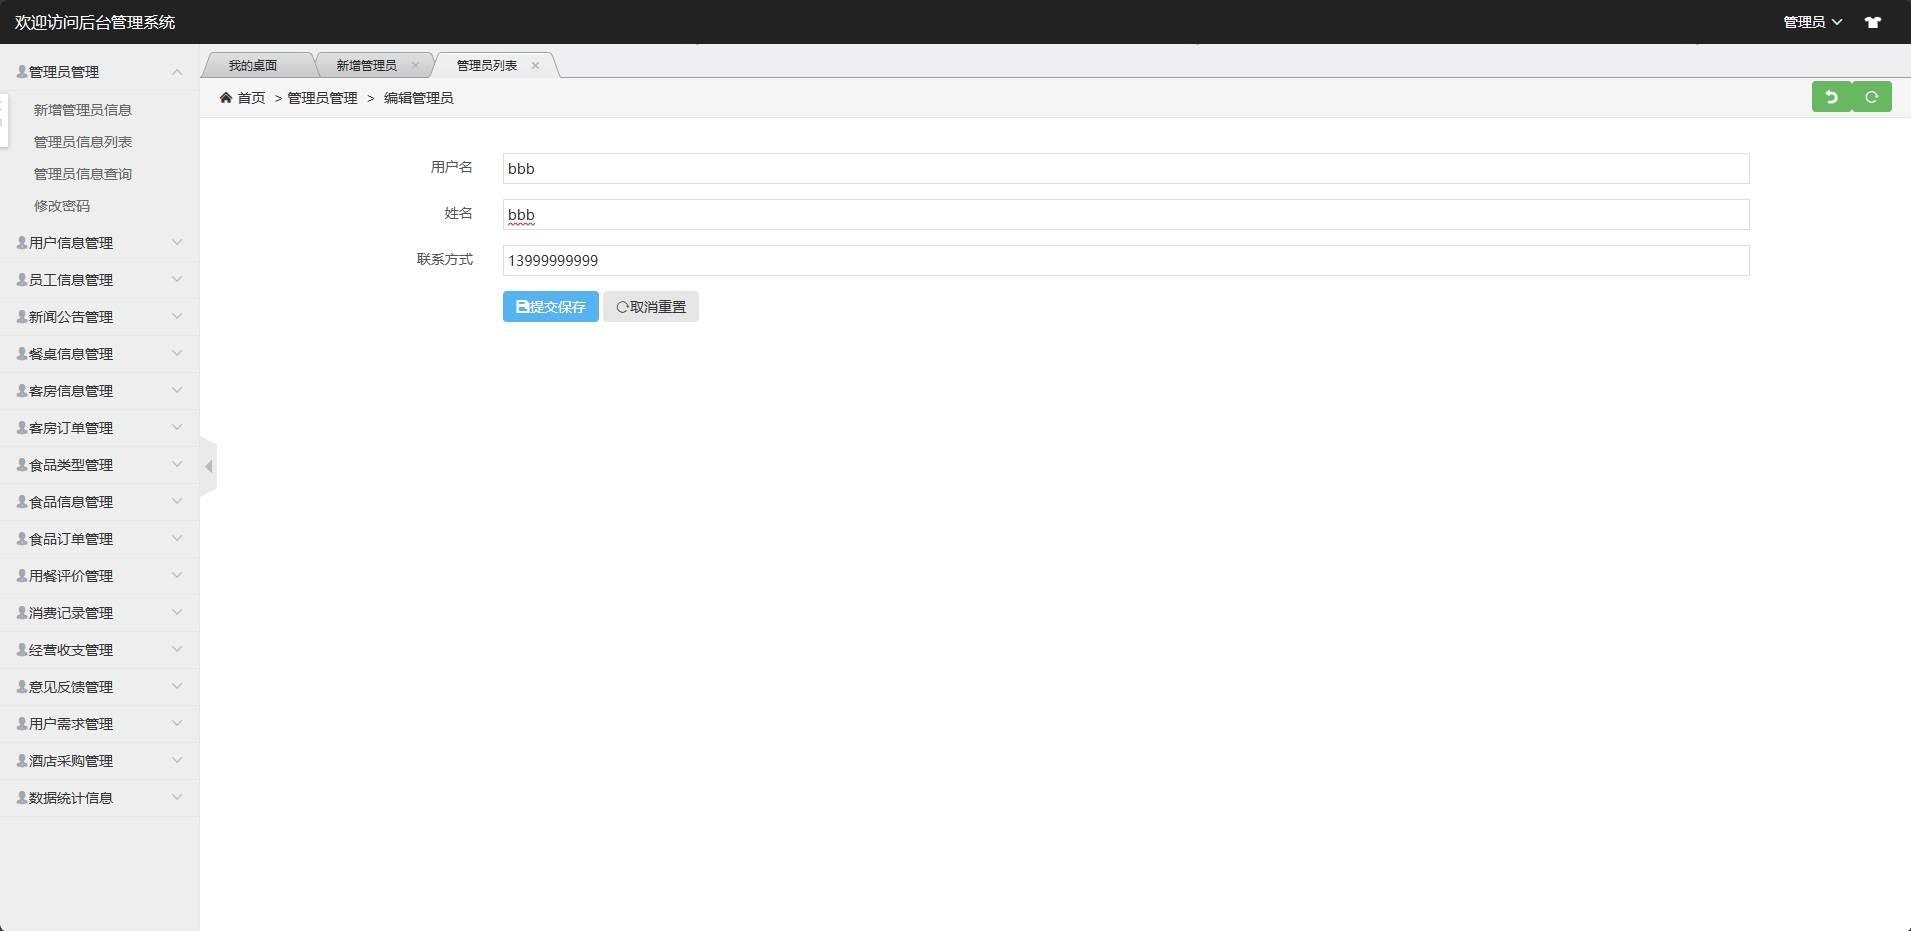 欢迎访问后台管理系统
管理员
我的桌面
新增管理员
管理员列表
首页 > 管理员管理 > 编辑管理员
管理员管理
新增管理员信息
管理员信息列表
管理员信息查询
修改密码
用户信息管理
员工信息管理
新闻公告管理
餐桌信息管理
客房信息管理
客房订单管理
食品类型管理
食品信息管理
食品订单管理
用餐评价管理
消费记录管理
经营收支管理
意见反馈管理
用户需求管理
酒店采购管理
数据统计信息
用户名 bbb
姓名 bbb
联系方式 13999999999
提交保存 取消重置